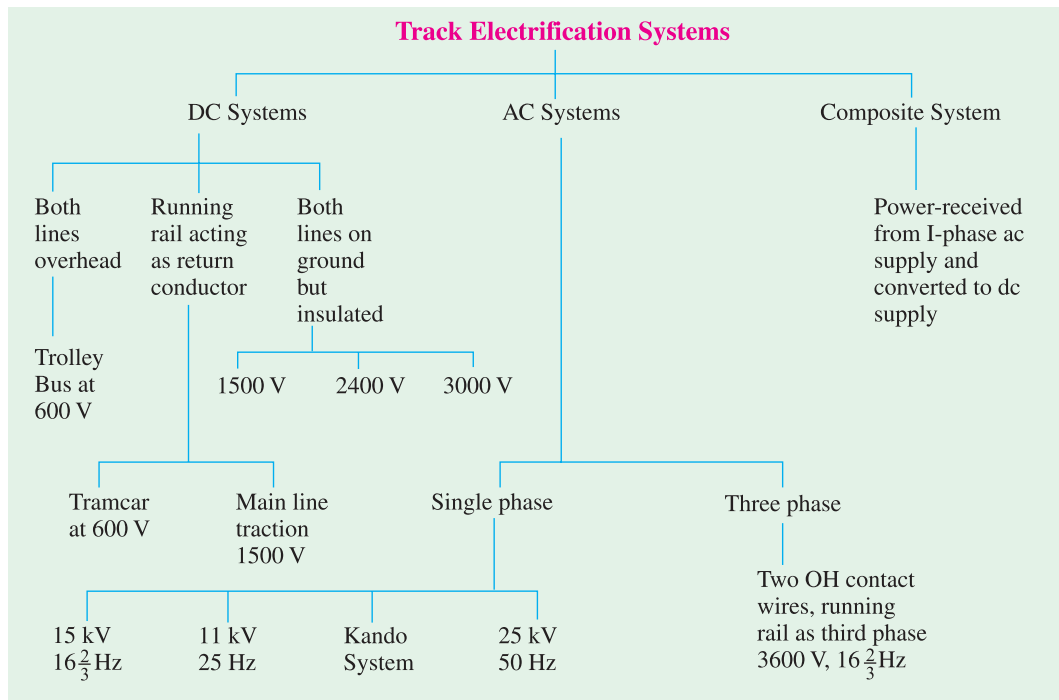 Track Electrification Systems
DC Systems
AC Systems
Composite System
Both
lines
overhead
Running
rail acting
as return
conductor
Both
lines on
ground
but
insulated
Power-received
from I-phase ac
supply and
converted to dc
supply
Trolley
Bus at
600 V
1500 V
2400 V
3000 V
Tramcar
at 600 V
Main line
traction
1500 V
Single phase
Three phase
Two OH contact
wires, running
rail as third phase
3600 V, 16 2/3 Hz
15 kV
16 2/3 Hz
11 kV
25 Hz
Kando
System
25 kV
50 Hz